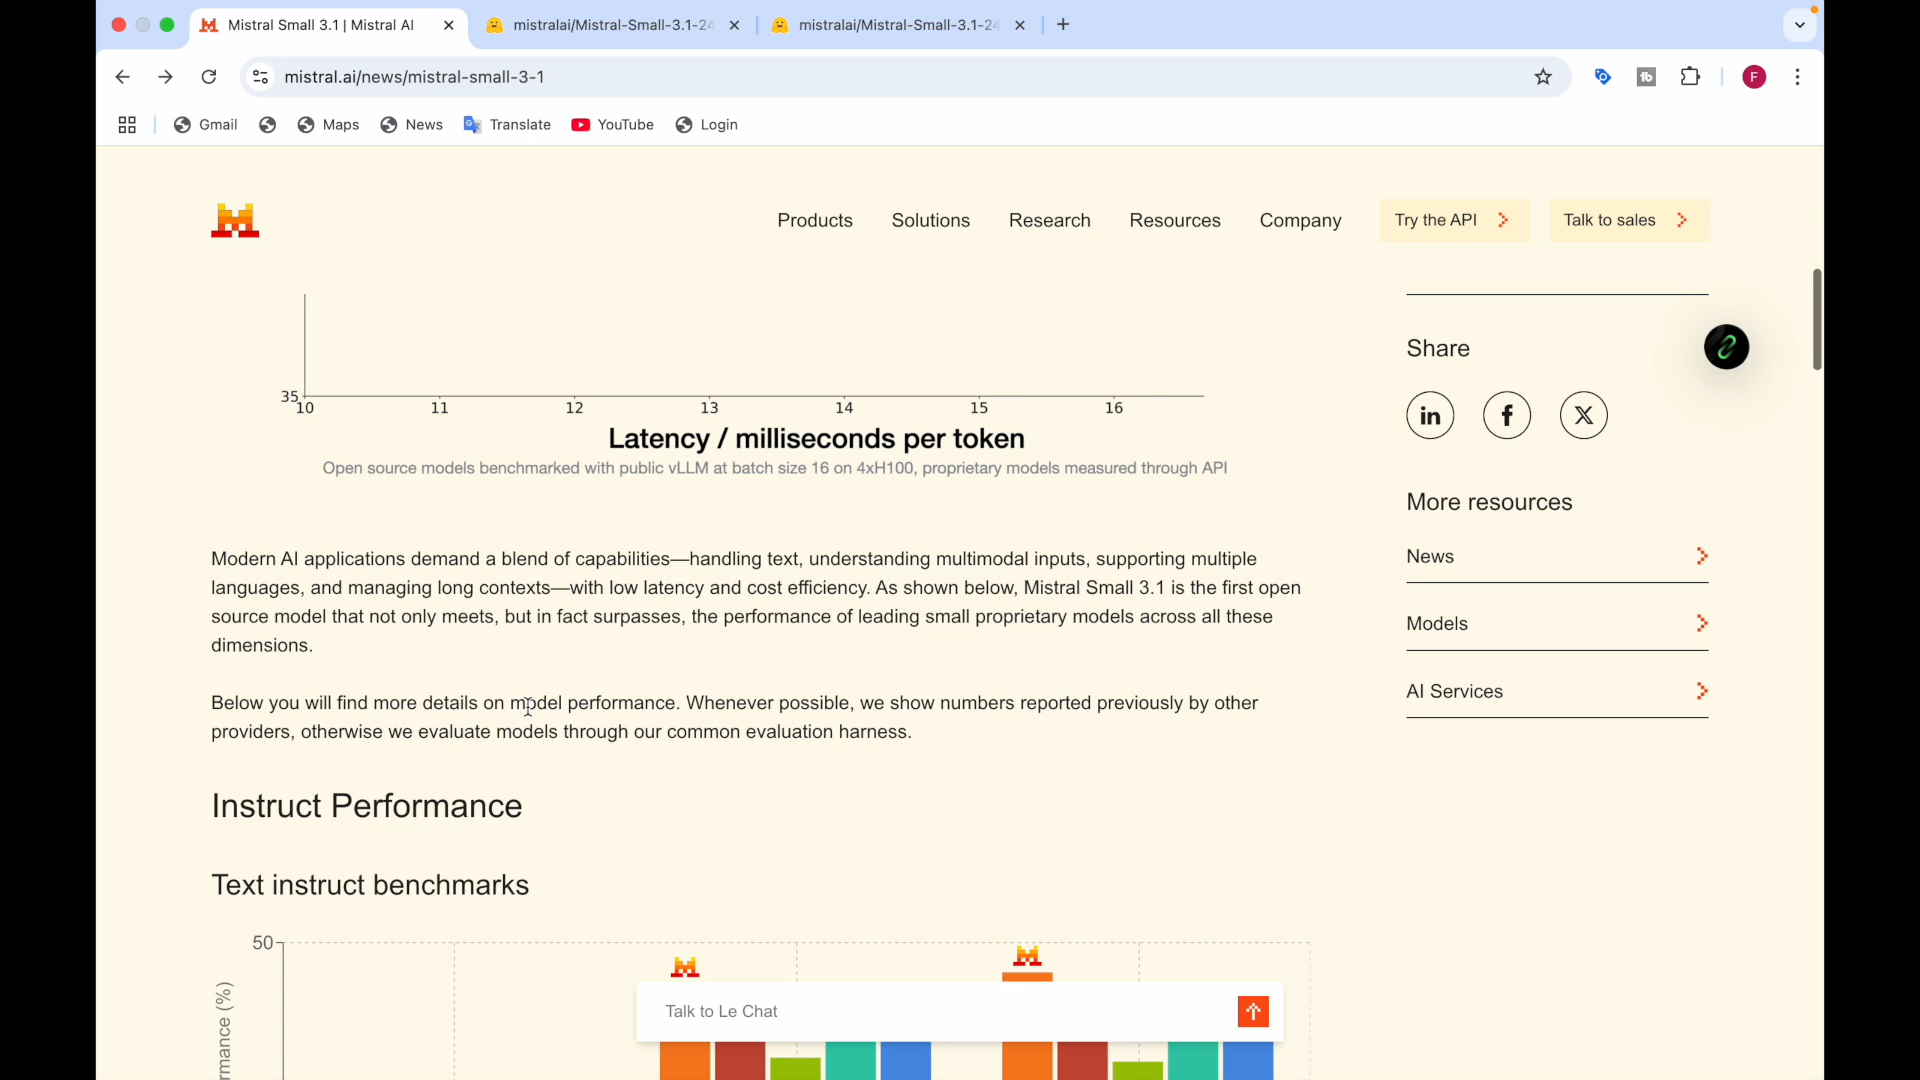 Mistral Small 3.1 | Mistral AI
mistralai/Mistral-Small-3.1-24
mistralai/Mistral-Small-3.1-24
mistral.ai/news/mistral-small-3-1
F
Gmail
Maps
News
Translate
YouTube
Login
Products
Solutions
Research
Resources
Company
Try the API
Talk to sales
35
10 11 12 13 14 15 16
Latency / milliseconds per token
Open source models benchmarked with public vLLM at batch size 16 on 4xH100, proprietary models measured through API
Share
in
f
X
More resources
News
Models
AI Services
Modern AI applications demand a blend of capabilities—handling text, understanding multimodal inputs, supporting multiple
languages, and managing long contexts—with low latency and cost efficiency. As shown below, Mistral Small 3.1 is the first open
source model that not only meets, but in fact surpasses, the performance of leading small proprietary models across all these
dimensions.
Below you will find more details on model performance. Whenever possible, we show numbers reported previously by other
providers, otherwise we evaluate models through our common evaluation harness.
Instruct Performance
Text instruct benchmarks
50
rmance (%)
Talk to Le Chat